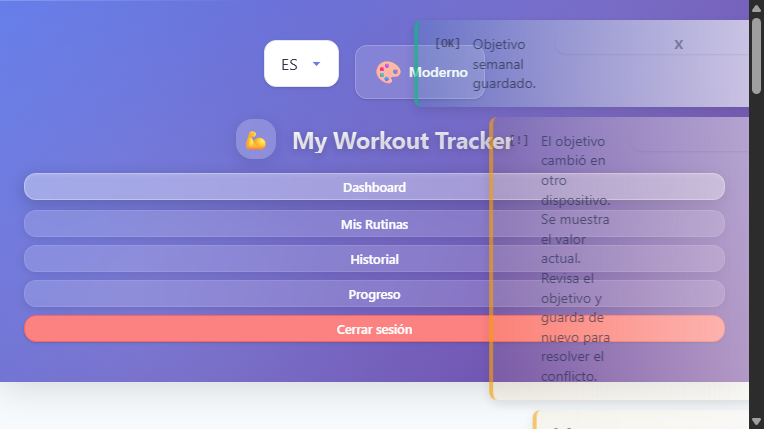 ES
Moderno
[OK]
Objetivo
semanal
guardado.
X
My Workout Tracker
[!]
El objetivo
cambió en
otro
dispositivo.
Se muestra
el valor
actual.
Revisa el
objetivo y
guarda de
nuevo para
resolver el
conflicto.
Dashboard
Mis Rutinas
Historial
Progreso
Cerrar sesión